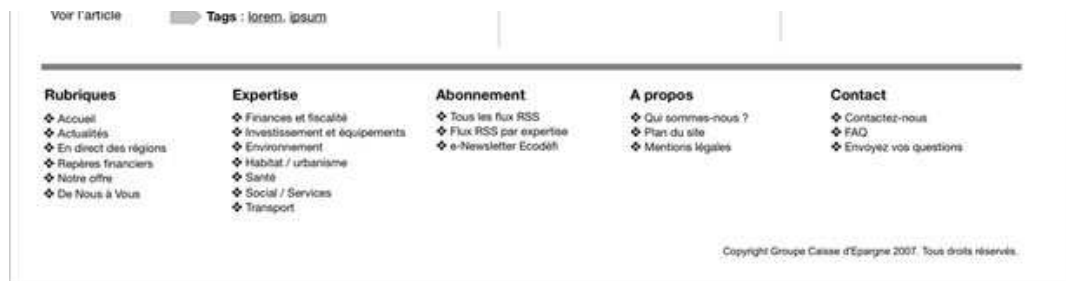 Voir l'article
Tags : lorem, ipsum
Rubriques
❖ Accueil
❖ Actualités
❖ En direct des régions
❖ Repères financiers
❖ Notre offre
❖ De Nous à Vous
Expertise
❖ Finances et fiscalité
❖ Investissement et équipements
❖ Environnement
❖ Habitat / urbanisme
❖ Santé
❖ Social / Services
❖ Transport
Abonnement
❖ Tous les flux RSS
❖ Flux RSS par expertise
❖ e-Newsletter Ecodéfi
A propos
❖ Qui sommes-nous ?
❖ Plan du site
❖ Mentions légales
Contact
❖ Contactez-nous
❖ FAQ
❖ Envoyez vos questions
Copyright Groupe Caisse d'Epargne 2007. Tous droits réservés.